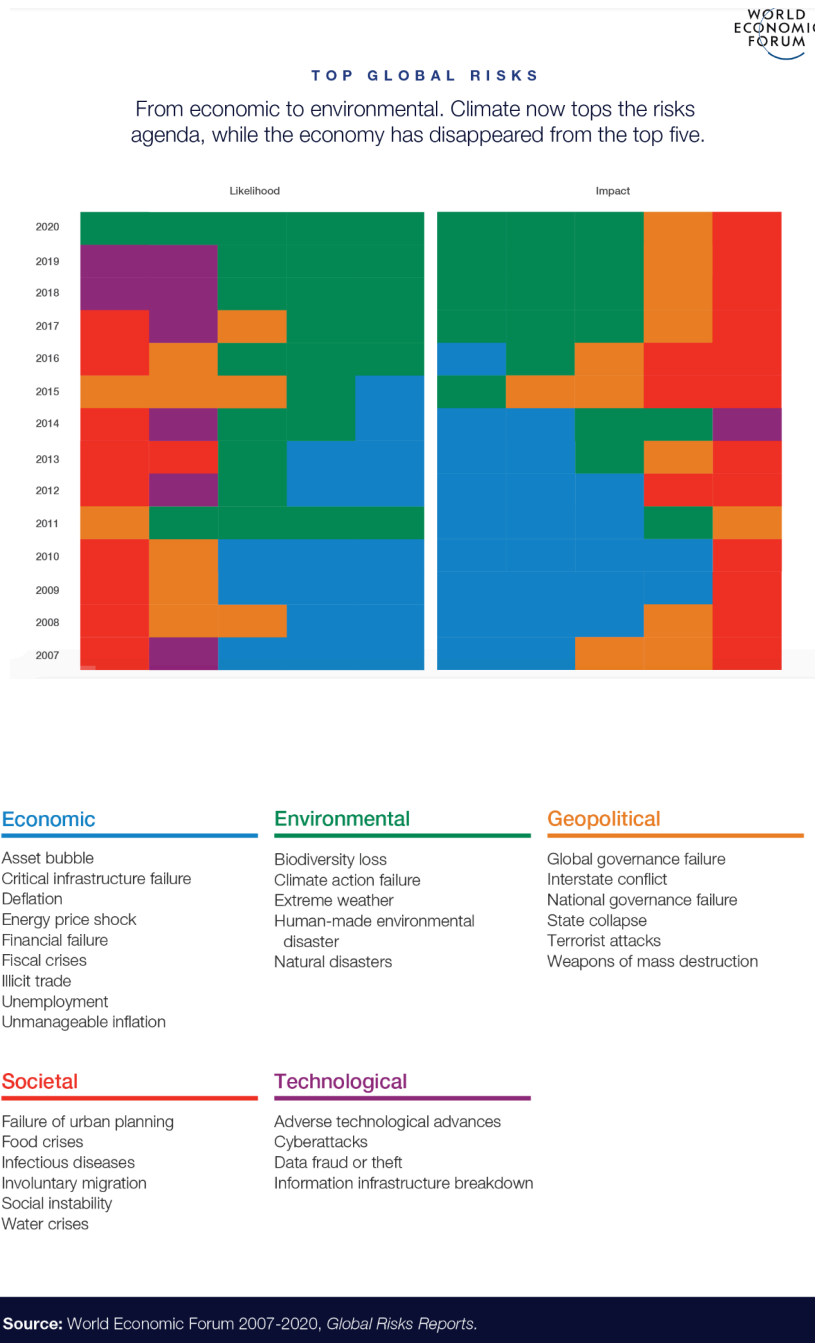 WORLD
ECONOMIC
FORUM
TOP GLOBAL RISKS
From economic to environmental. Climate now tops the risks
agenda, while the economy has disappeared from the top five.
Likelihood
Impact
2020
2019
2018
2017
2016
2015
2014
2013
2012
2011
2010
2009
2008
2007
Economic
Asset bubble
Critical infrastructure failure
Deflation
Energy price shock
Financial failure
Fiscal crises
Illicit trade
Unemployment
Unmanageable inflation
Environmental
Biodiversity loss
Climate action failure
Extreme weather
Human-made environmental
disaster
Natural disasters
Geopolitical
Global governance failure
Interstate conflict
National governance failure
State collapse
Terrorist attacks
Weapons of mass destruction
Societal
Failure of urban planning
Food crises
Infectious diseases
Involuntary migration
Social instability
Water crises
Technological
Adverse technological advances
Cyberattacks
Data fraud or theft
Information infrastructure breakdown
Source: World Economic Forum 2007-2020, Global Risks Reports.